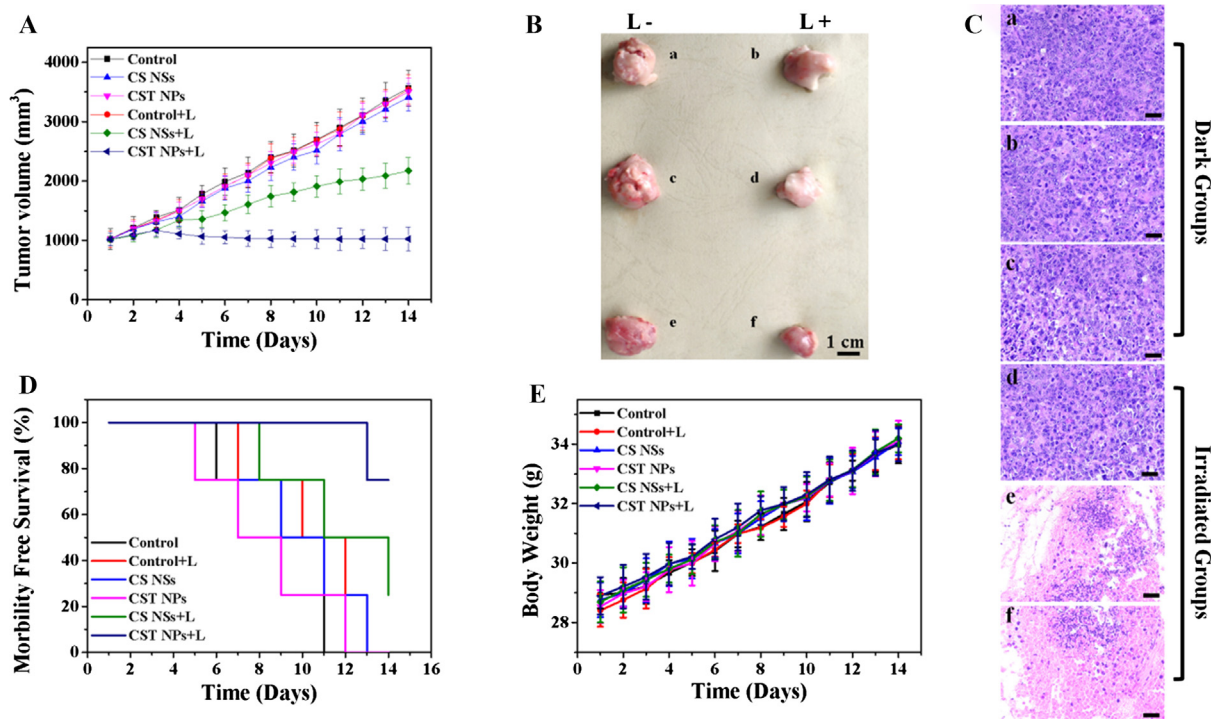 A
Tumor volume (mm³)
4000
3000
2000
1000
0
Control
CS NSs
CST NPs
Control+L
CS NSs+L
CST NPs+L
0 2 4 6 8 10 12 14
Time (Days)
B
L - L +
a b
c d
e f
1 cm
C
a
b
c
Dark Groups
d
e
f
Irradiated Groups
D
Morbility Free Survival (%)
100
80
60
40
20
0
Control
Control+L
CS NSs
CST NPs
CS NSs+L
CST NPs+L
0 2 4 6 8 10 12 14 16
Time (Days)
E
Body Weight (g)
34
32
30
28
Control
Control+L
CS NSs
CST NPs
CS NSs+L
CST NPs+L
0 2 4 6 8 10 12 14
Time (Days)